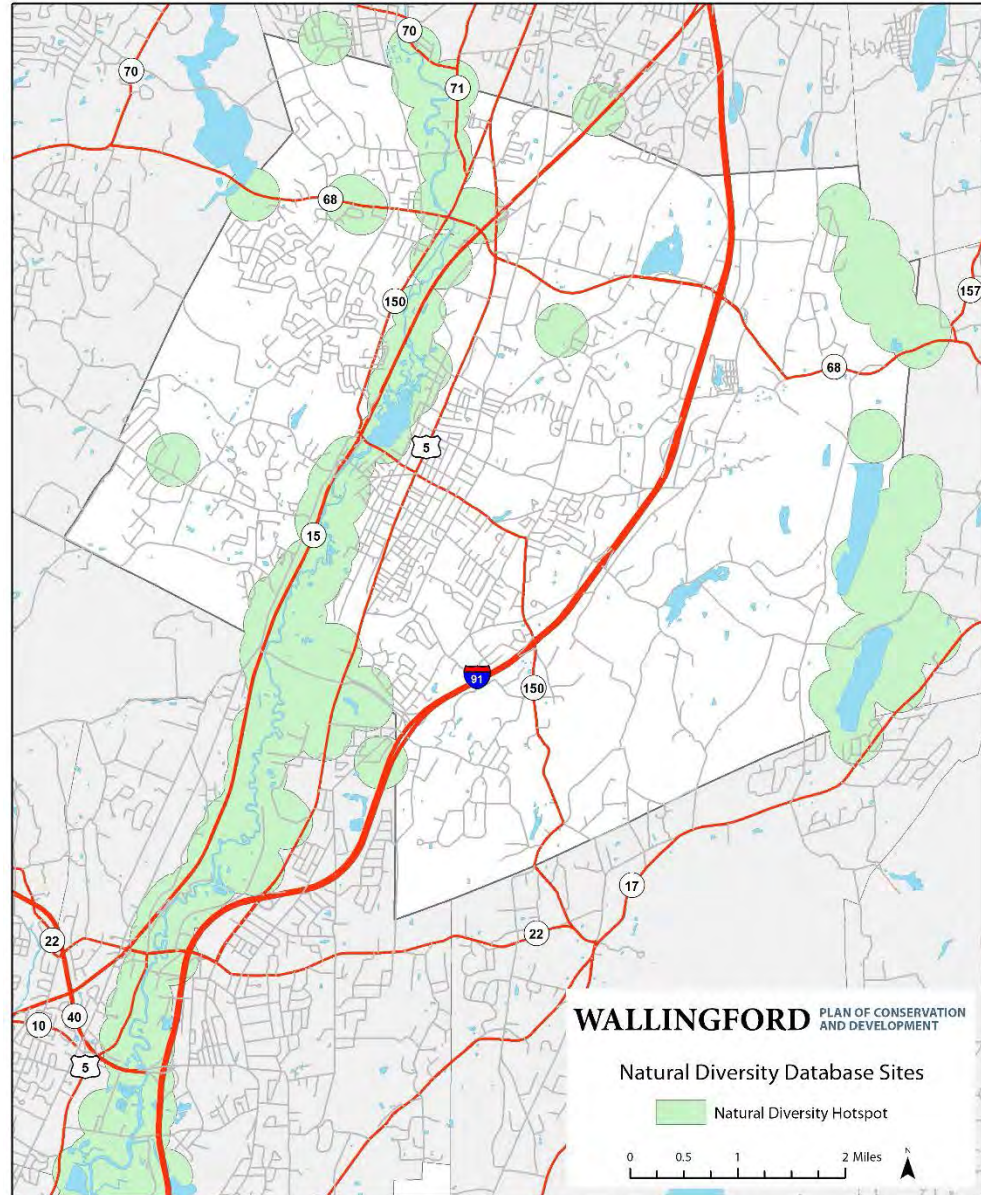 70
70
71
68
150
157
68
5
15
91
150
17
22
22
40
10
5
WALLINGFORD PLAN OF CONSERVATION
AND DEVELOPMENT
Natural Diversity Database Sites
Natural Diversity Hotspot
N
0 0.5 1 2 Miles